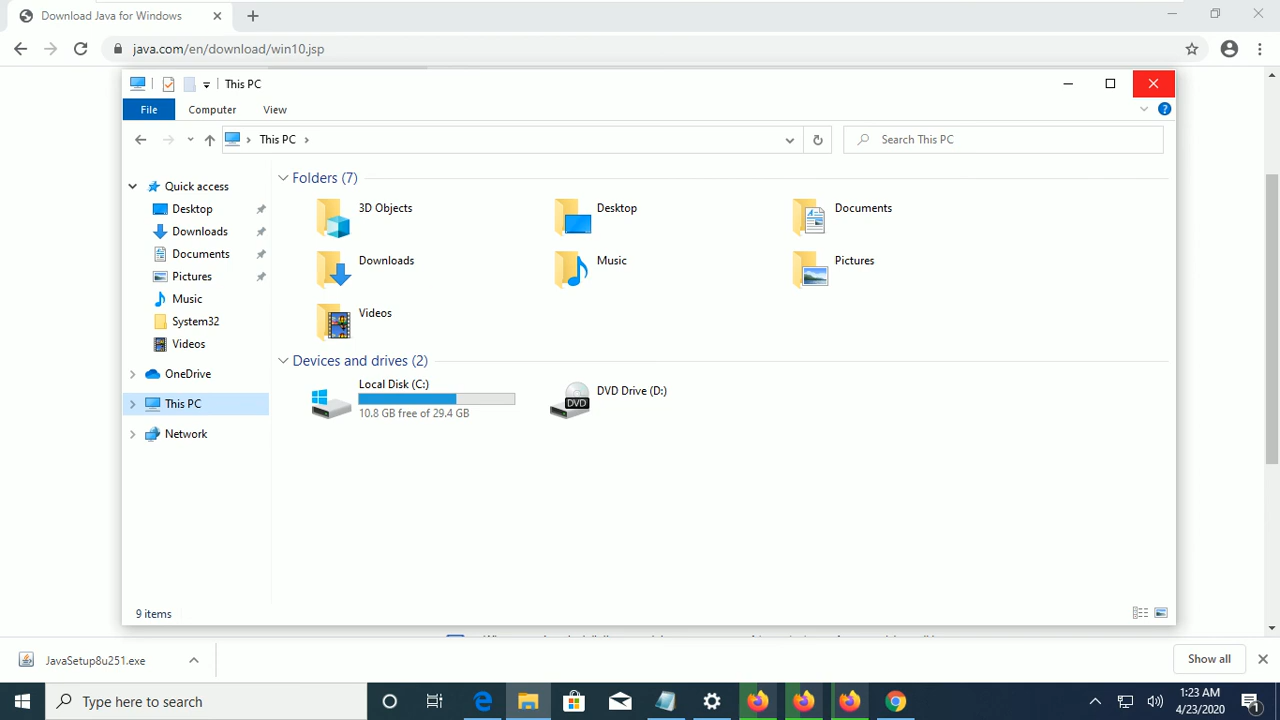 Download Java for Windows
java.com/en/download/win10.jsp
This PC
File Computer View
This PC
Search This PC
Quick access
Desktop
Downloads
Documents
Pictures
Music
System32
Videos
OneDrive
This PC
Network
Folders (7)
3D Objects
Desktop
Documents
Downloads
Music
Pictures
Videos
Devices and drives (2)
Local Disk (C:)
10.8 GB free of 29.4 GB
DVD
DVD Drive (D:)
9 items
JavaSetup8u251.exe
Show all
Type here to search
1:23 AM
4/23/2020
1